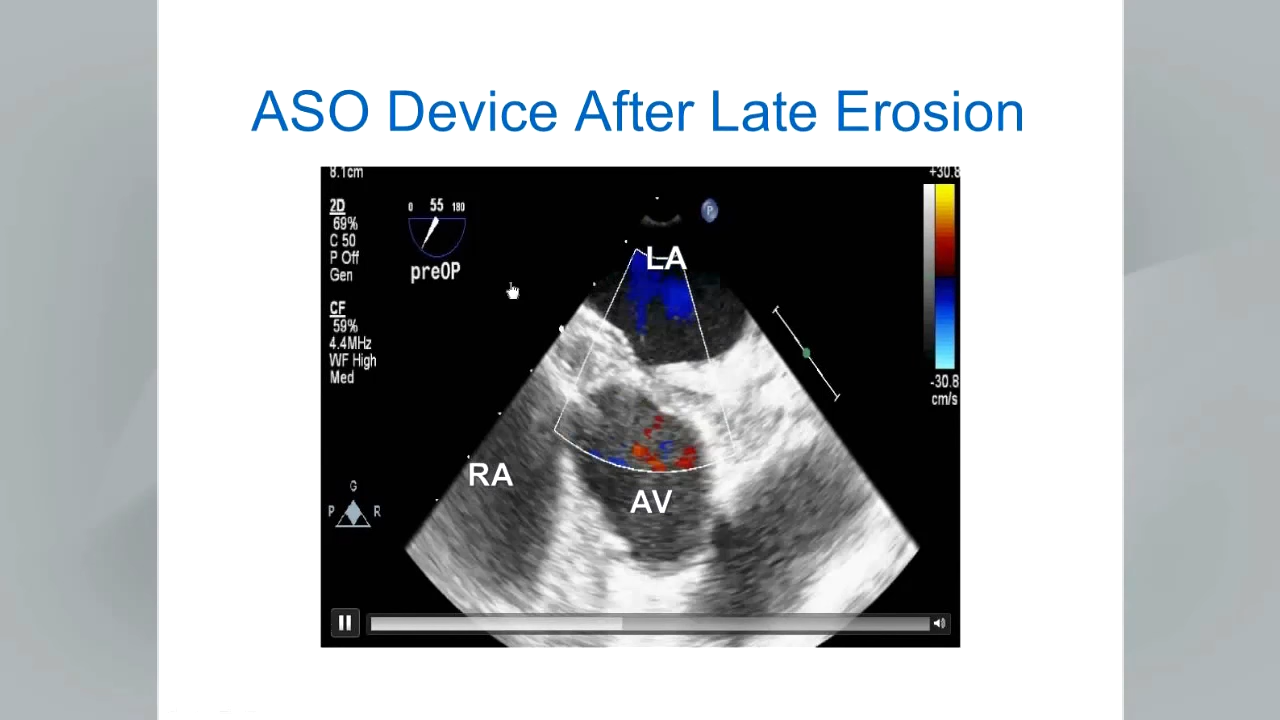 ASO Device After Late Erosion
8.1cm
2D
69%
C 50
P Off
Gen
CF
59%
4.4MHz
WF High
Med
0 55 180
preOP
P
LA
RA
AV
+30.8
-30.8
cm/s
G
P R